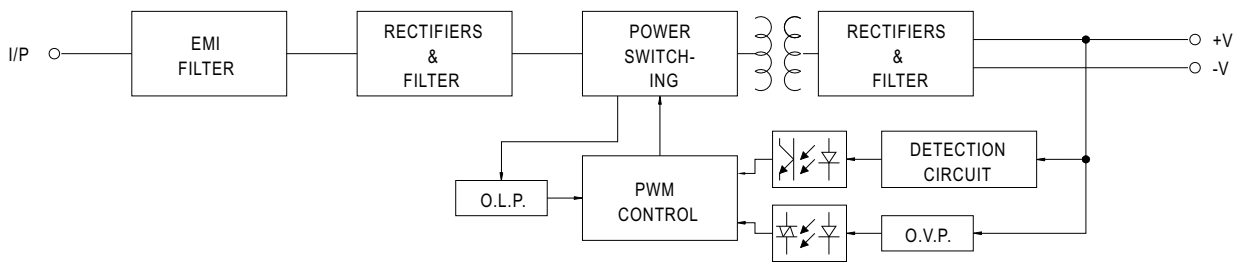 I/P
EMI
FILTER
RECTIFIERS
&
FILTER
POWER
SWITCH-
ING
RECTIFIERS
&
FILTER
+V
-V
O.L.P.
PWM
CONTROL
DETECTION
CIRCUIT
O.V.P.